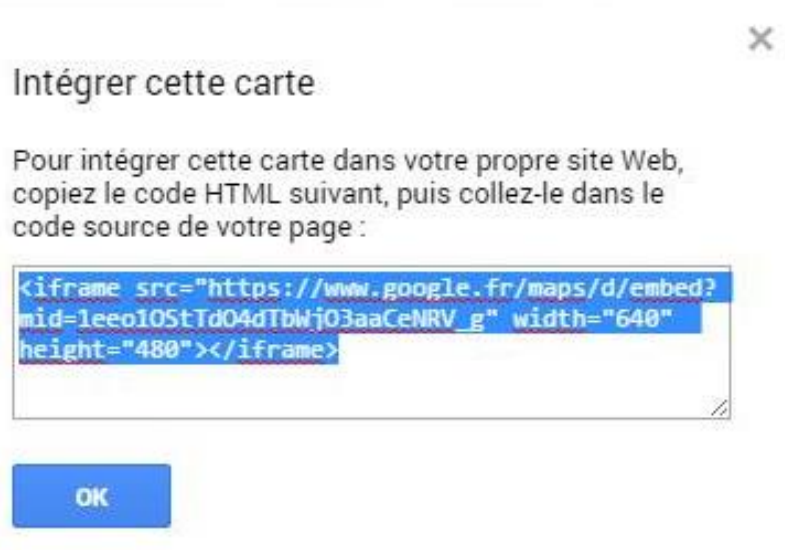 Intégrer cette carte
Pour intégrer cette carte dans votre propre site Web,
copiez le code HTML suivant, puis collez-le dans le
code source de votre page :
<iframe src="https://www.google.fr/maps/d/embed?
mid=1eeo1OStTdO4dTbWjO3aaCeNRV_g" width="640"
height="480"></iframe>
OK